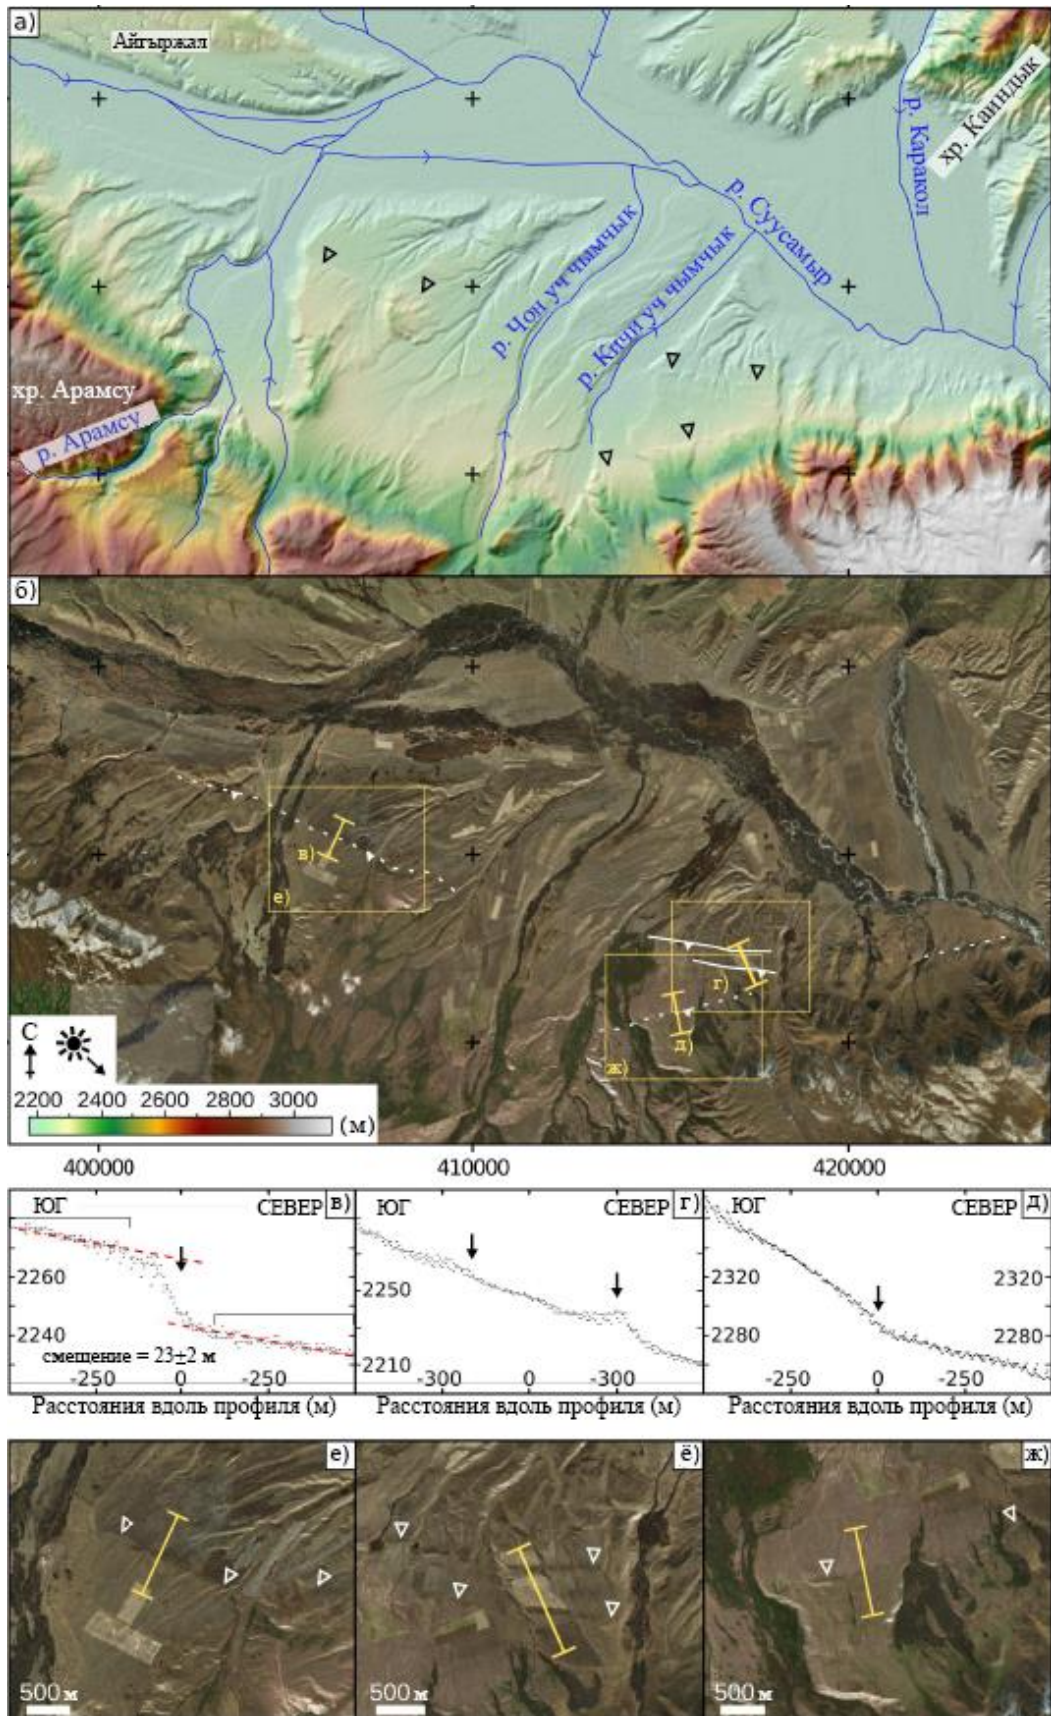 а)
Айгыржал
р. Каракол
хр. Каиндык
р. Суусамыр
р. Чон уч чымчык
р. Кичи уч чымчык
хр. Арамсу
р. Арамсу
б)
в)
е)
г)
д)
ж)
С
2200 2400 2600 2800 3000 (м)
400000 410000 420000
ЮГ СЕВЕР в)
2260
2240
смещение = 23±2 м
-250 0 -250
Расстояния вдоль профиля (м)
ЮГ СЕВЕР г)
2250
2210
-300 0 -300
Расстояния вдоль профиля (м)
ЮГ СЕВЕР д)
2320 2320
2280 2280
-250 0 -250
Расстояния вдоль профиля (м)
е)
500 м
ё)
500 м
ж)
500 м